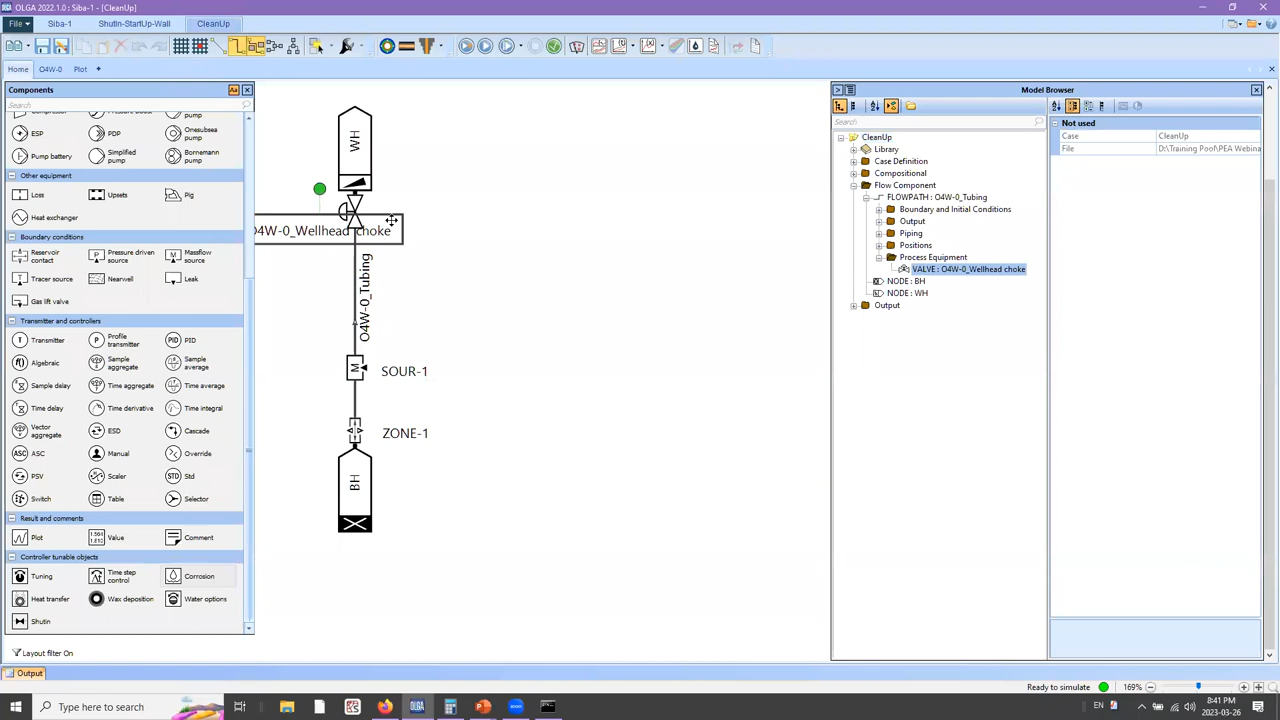 OLGA 2022.1.0 : Siba-1 - [CleanUp]
File Siba-1 ShutIn-StartUp-Wall CleanUp
Home O4W-0 Plot
Components Aa
Search
pump
ESP PDP Onesubsea pump
Pump battery Simplified pump Bornemann pump
Other equipment
Loss Upsets Pig
Heat exchanger
Boundary conditions
Reservoir contact Pressure driven source Massflow source
Tracer source Nearwell Leak
Gas lift valve
Transmitter and controllers
Transmitter Profile transmitter PID
Algebraic Sample aggregate Sample average
Sample delay Time aggregate Time average
Time delay Time derivative Time integral
Vector aggregate ESD Cascade
ASC Manual Override
PSV Scaler Std
Switch Table Selector
Result and comments
Plot Value Comment
Controller tunable objects
Tuning Time step control Corrosion
Heat transfer Wax deposition Water options
Shutin
Layout filter On
WH
O4W-0_Wellhead choke
O4W-0_Tubing
M SOUR-1
ZONE-1
BH
Model Browser
Search
CleanUp
Library
Case Definition
Compositional
Flow Component
FLOWPATH : O4W-0_Tubing
Boundary and Initial Conditions
Output
Piping
Positions
Process Equipment
VALVE : O4W-0_Wellhead choke
NODE : BH
NODE : WH
Output
Not used
Case CleanUp
File D:\Training Pool\PEA Webina
Output
Ready to simulate 169%
Type here to search
OLGA
EN
8:41 PM
2023-03-26